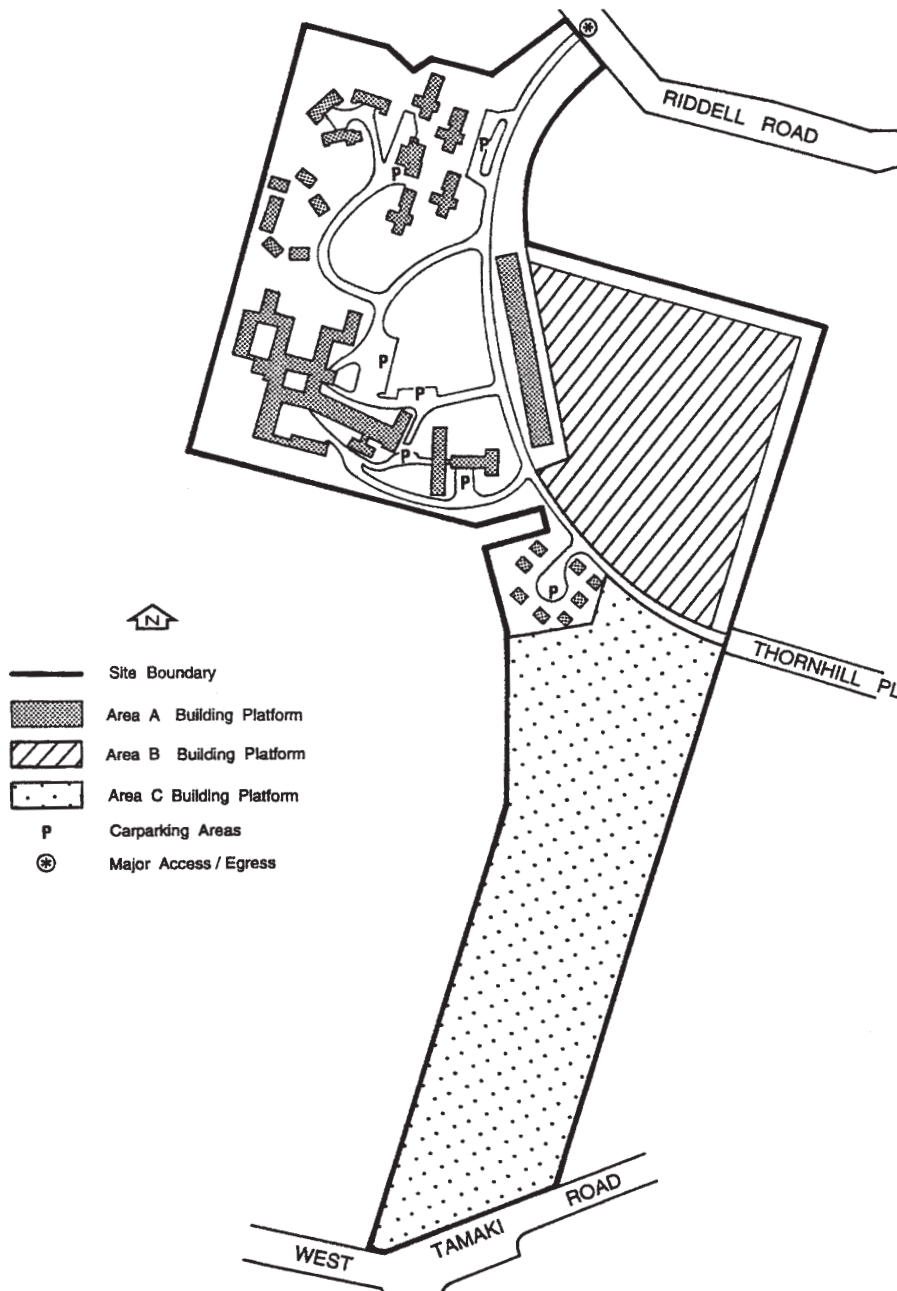 RIDDELL ROAD
P
P
P
P
P
P
P
THORNHILL PL
N
Site Boundary
Area A Building Platform
Area B Building Platform
Area C Building Platform
P Carparking Areas
Major Access / Egress
WEST TAMAKI ROAD